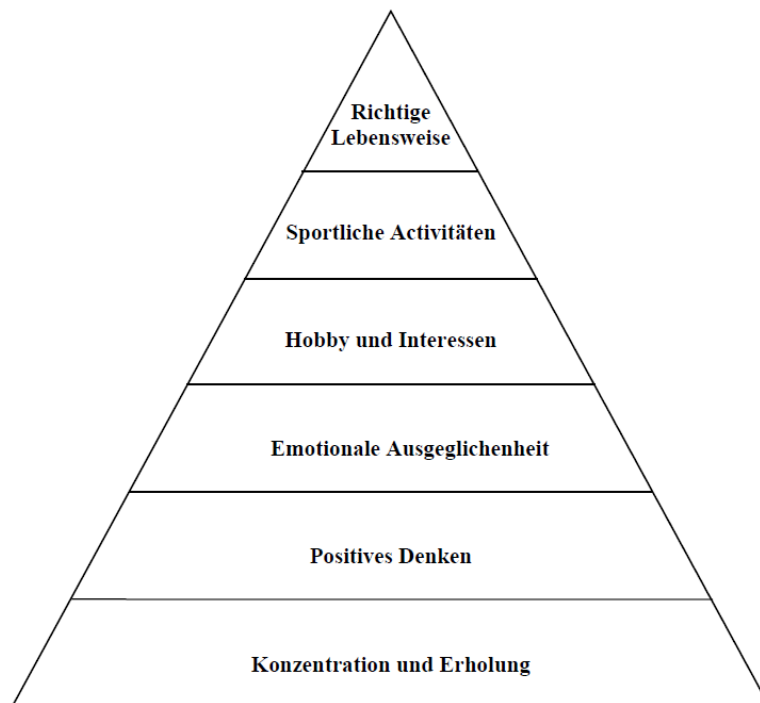 Richtige
Lebensweise
Sportliche Activitäten
Hobby und Interessen
Emotionale Ausgeglichenheit
Positives Denken
Konzentration und Erholung